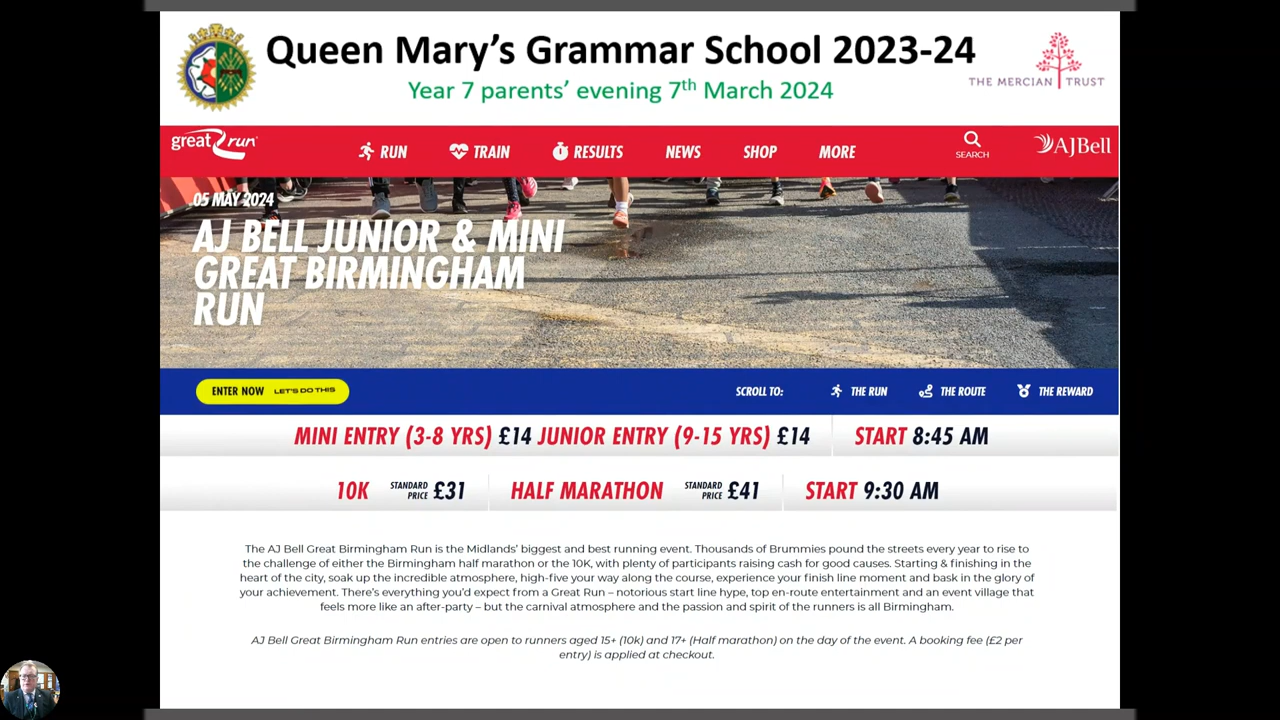 Queen Mary's Grammar School 2023-24
Year 7 parents' evening 7th March 2024
THE MERCIAN TRUST
great run
RUN TRAIN RESULTS NEWS SHOP MORE
SEARCH
AJBell
05 MAY 2024
AJ BELL JUNIOR & MINI
GREAT BIRMINGHAM
RUN
ENTER NOW LET'S DO THIS
SCROLL TO: THE RUN THE ROUTE THE REWARD
MINI ENTRY (3-8 YRS) £14 JUNIOR ENTRY (9-15 YRS) £14 START 8:45 AM
10K STANDARD PRICE £31 HALF MARATHON STANDARD PRICE £41 START 9:30 AM
The AJ Bell Great Birmingham Run is the Midlands' biggest and best running event. Thousands of Brummies pound the streets every year to rise to
the challenge of either the Birmingham half marathon or the 10K, with plenty of participants raising cash for good causes. Starting & finishing in the
heart of the city, soak up the incredible atmosphere, high-five your way along the course, experience your finish line moment and bask in the glory of
your achievement. There's everything you'd expect from a Great Run – notorious start line hype, top en-route entertainment and an event village that
feels more like an after-party – but the carnival atmosphere and the passion and spirit of the runners is all Birmingham.
AJ Bell Great Birmingham Run entries are open to runners aged 15+ (10k) and 17+ (Half marathon) on the day of the event. A booking fee (£2 per
entry) is applied at checkout.